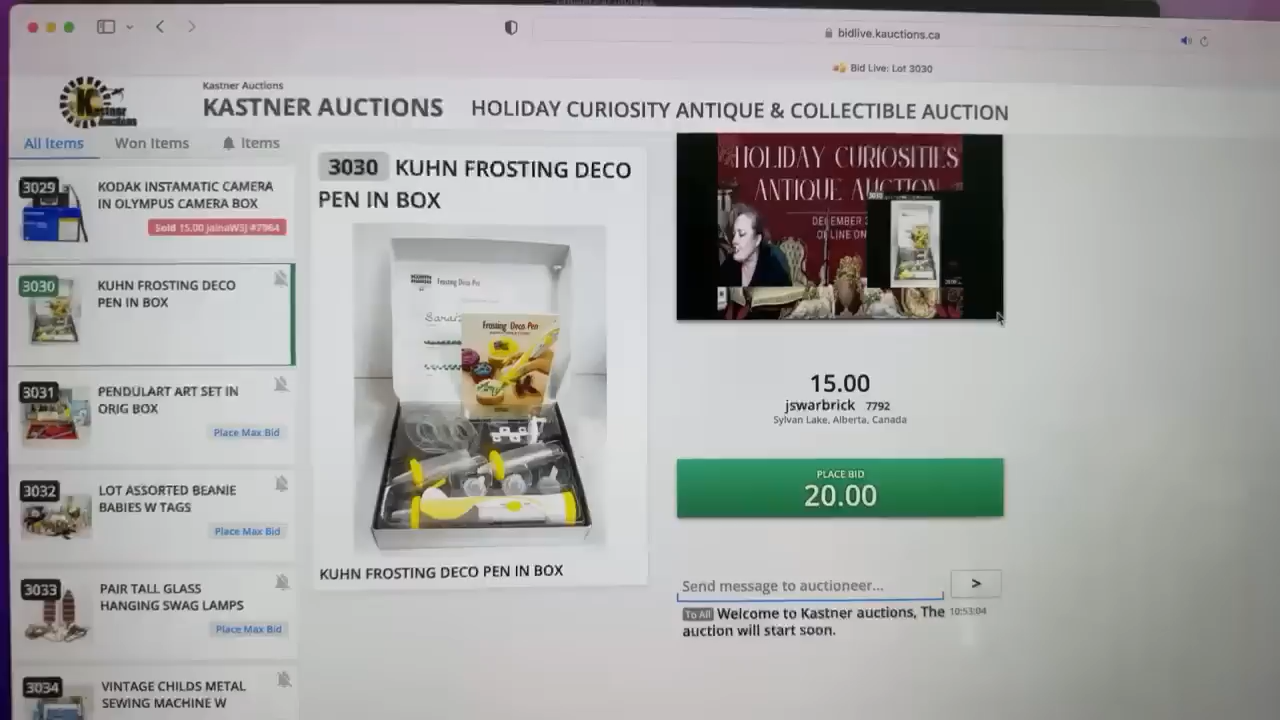 bidlive.kauctions.ca
Bid Live: Lot 3030
Kastner Auctions
KASTNER AUCTIONS
HOLIDAY CURIOSITY ANTIQUE & COLLECTIBLE AUCTION
All Items
Won Items
Items
3029
KODAK INSTAMATIC CAMERA
IN OLYMPUS CAMERA BOX
Sold 15.00 jainaW3J #7964
3030
KUHN FROSTING DECO
PEN IN BOX
3031
PENDULART ART SET IN
ORIG BOX
Place Max Bid
3032
LOT ASSORTED BEANIE
BABIES W TAGS
Place Max Bid
3033
PAIR TALL GLASS
HANGING SWAG LAMPS
Place Max Bid
3034
VINTAGE CHILDS METAL
SEWING MACHINE W
3030 KUHN FROSTING DECO
PEN IN BOX
Frosting Deco Pen
Frosting Deco Pen
KUHN FROSTING DECO PEN IN BOX
HOLIDAY CURIOSITIES
ANTIQUE AUCTION
3030
15.00
jswarbrick 7792
Sylvan Lake, Alberta, Canada
PLACE BID
20.00
Send message to auctioneer...
>
To All Welcome to Kastner auctions, The 10:53:04
auction will start soon.